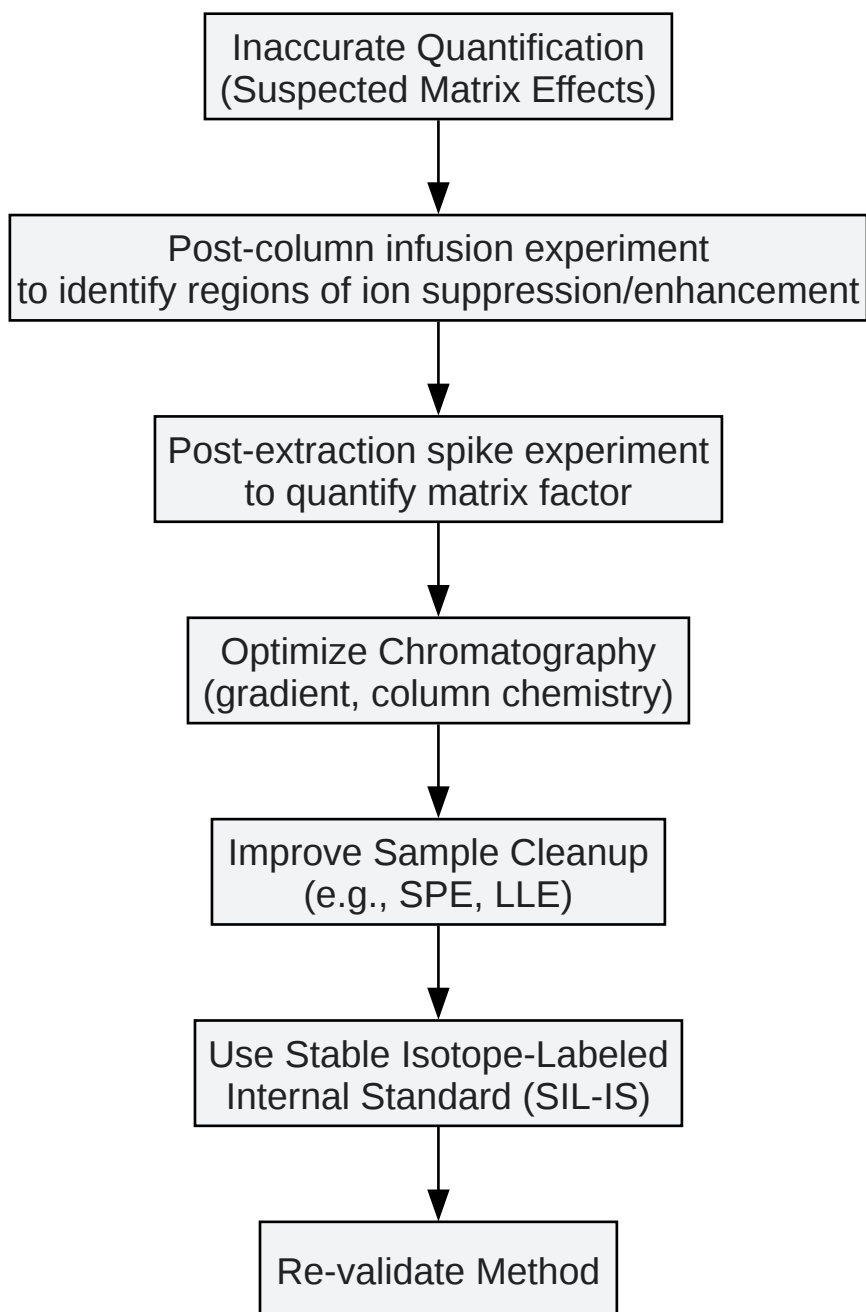 Inaccurate Quantification
(Suspected Matrix Effects)
Post-column infusion experiment
to identify regions of ion suppression/enhancement
Post-extraction spike experiment
to quantify matrix factor
Optimize Chromatography
(gradient, column chemistry)
Improve Sample Cleanup
(e.g., SPE, LLE)
Use Stable Isotope-Labeled
Internal Standard (SIL-IS)
Re-validate Method